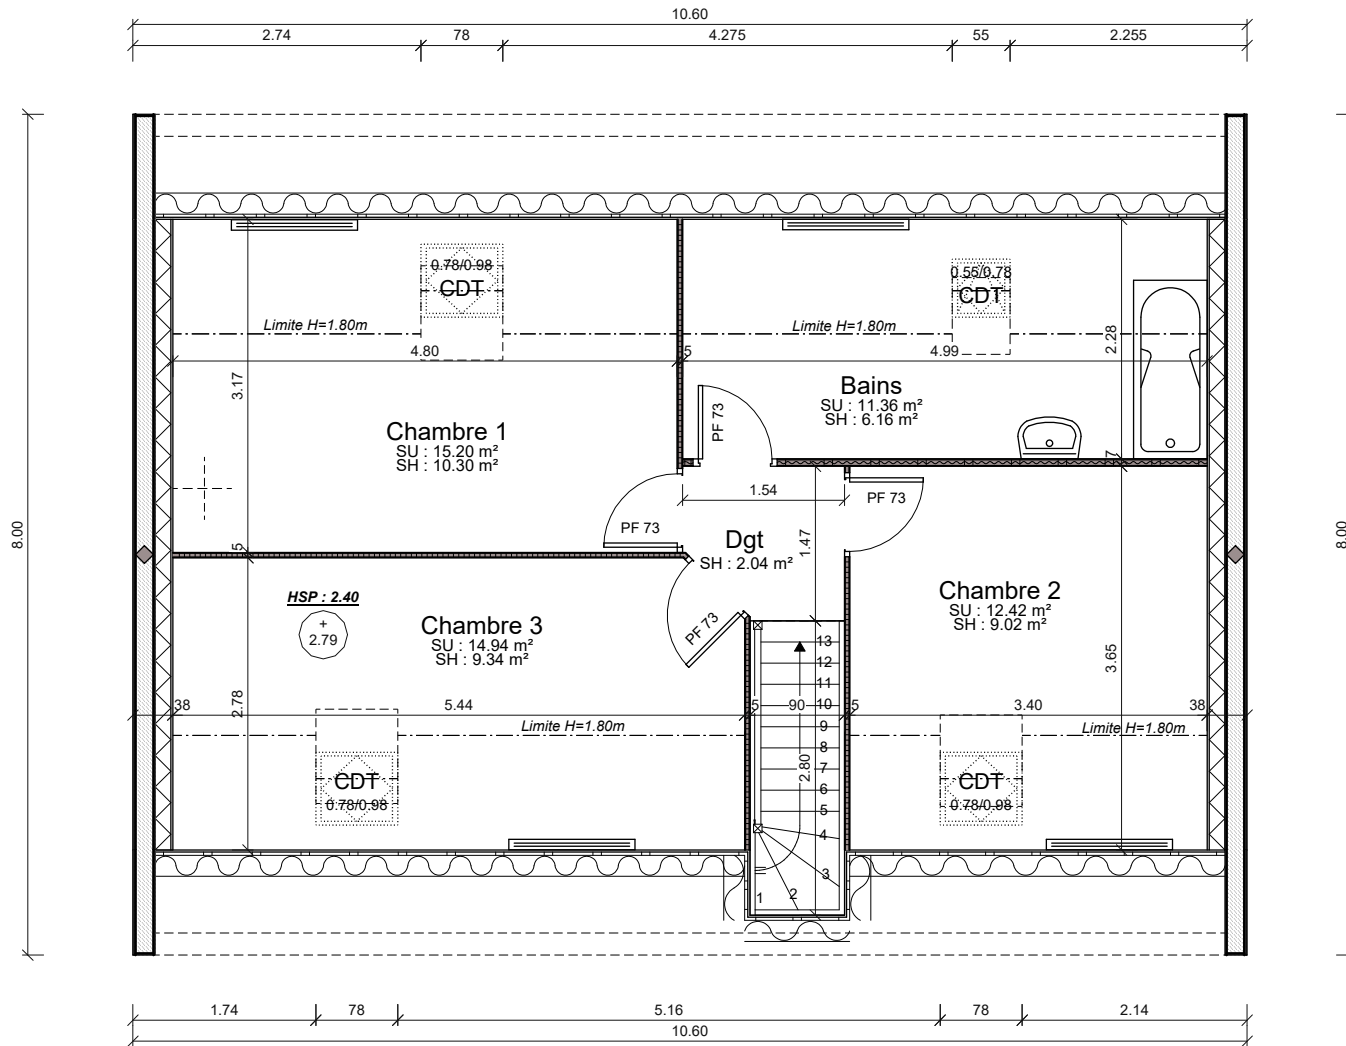 10.60
2.74
78
4.275
55
2.255
8.00
8.00
0.78/0.98
CDT
0.55/0.78
CDT
Limite H=1.80m
Limite H=1.80m
2.28
4.80
5
4.99
3.17
Bains
SU : 11.36 m²
SH : 6.16 m²
PF 73
Chambre 1
SU : 15.20 m²
SH : 10.30 m²
7
1.54
PF 73
PF 73
Dgt
SH : 2.04 m²
1.47
5
Chambre 2
SU : 12.42 m²
SH : 9.02 m²
HSP : 2.40
+
2.79
Chambre 3
SU : 14.94 m²
SH : 9.34 m²
PF 73
13
12
11
10
9
8
7
6
5
4
3
2
1
3.65
2.78
38
5.44
5
90
5
3.40
38
Limite H=1.80m
Limite H=1.80m
2.80
CDT
0.78/0.98
CDT
0.78/0.98
1.74
78
5.16
78
2.14
10.60